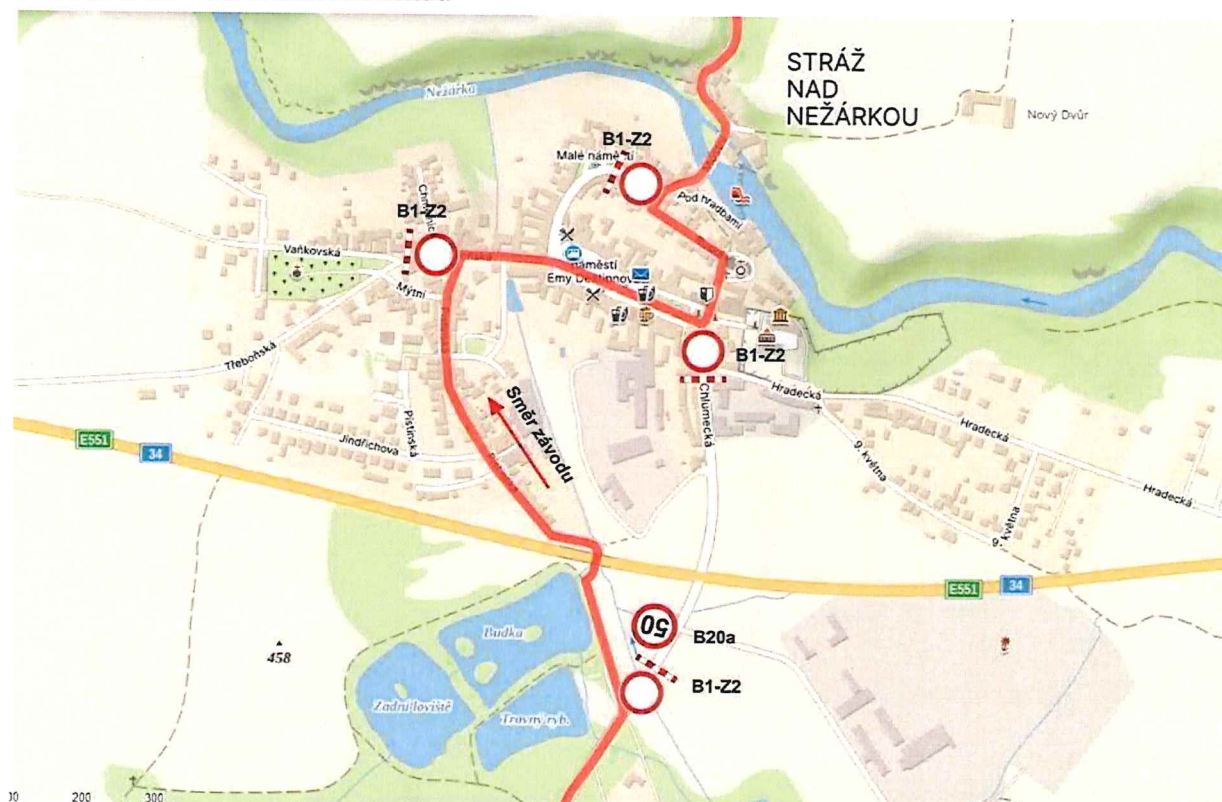 STRÁŽ
NAD
NEŽÁRKOU
Nový Dvůr
Nežárka
B1-Z2
Malé náměstí
Pod hradbami
B1-Z2
Vaňkovská
Mýtní
náměstí
Emy Destinnové
Třeboňská
B1-Z2
Hradecká
Chlumecká
Hradecká
Hradecká
Směr závodu
Pístinská
Jindřichova
9. května
9. května
E551
34
E551
34
50
B20a
B1-Z2
Budka
458
Zadní loviště
Travný ryb.
200
300